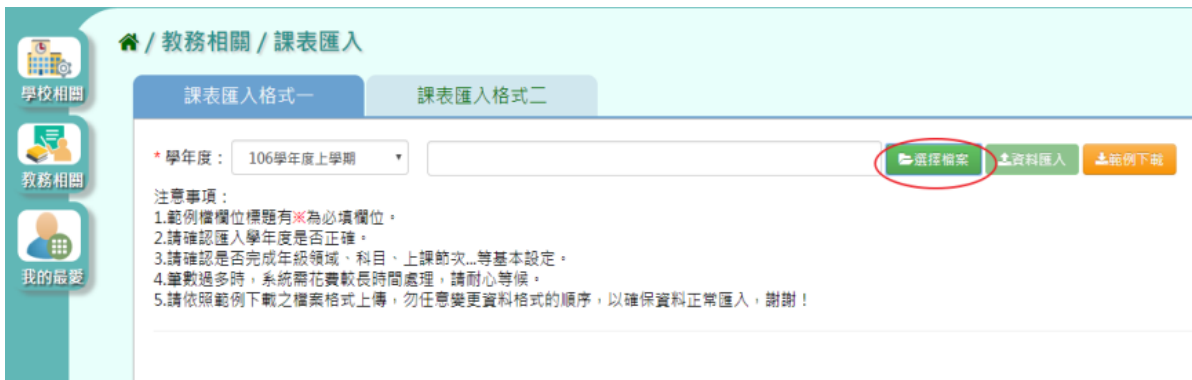 / 教務相關 / 課表匯入
學校相關
教務相關
我的最愛
課表匯入格式一
課表匯入格式二
* 學年度： 106學年度上學期
選擇檔案
資料匯入
範例下載
注意事項：
1.範例檔欄位標題有※為必填欄位。
2.請確認匯入學年度是否正確。
3.請確認是否完成年級領域、科目、上課節次...等基本設定。
4.筆數過多時，系統需花費較長時間處理，請耐心等候。
5.請依照範例下載之檔案格式上傳，勿任意變更資料格式的順序，以確保資料正常匯入，謝謝！